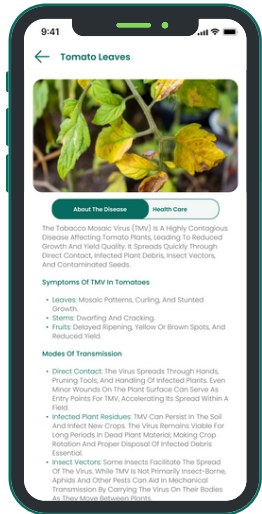 9:41
Tomato Leaves
About The Disease
Health Care
The Tobacco Mosaic Virus (TMV) Is A Highly Contagious
Disease Affecting Tomato Plants, Leading To Reduced
Growth And Yield Quality. It Spreads Quickly Through
Direct Contact, Infected Plant Debris, Insect Vectors,
And Contaminated Seeds.
Symptoms Of TMV In Tomatoes
• Leaves: Mosaic Patterns, Curling, And Stunted
Growth.
• Stems: Dwarfing And Cracking.
• Fruits: Delayed Ripening, Yellow Or Brown Spots, And
Reduced Yield.
Modes Of Transmission
• Direct Contact: The Virus Spreads Through Hands,
Pruning Tools, And Handling Of Infected Plants. Even
Minor Wounds On The Plant Surface Can Serve As
Entry Points For TMV, Accelerating Its Spread Within A
Field.
• Infected Plant Residues: TMV Can Persist In The Soil
And Infect New Crops. The Virus Remains Viable For
Long Periods In Dead Plant Material, Making Crop
Rotation And Proper Disposal Of Infected Debris
Essential.
• Insect Vectors: Some Insects Facilitate The Spread
Of The Virus. While TMV Is Not Primarily Insect-Borne,
Aphids And Other Pests Can Aid In Mechanical
Transmission By Carrying The Virus On Their Bodies
As They Move Between Plants.